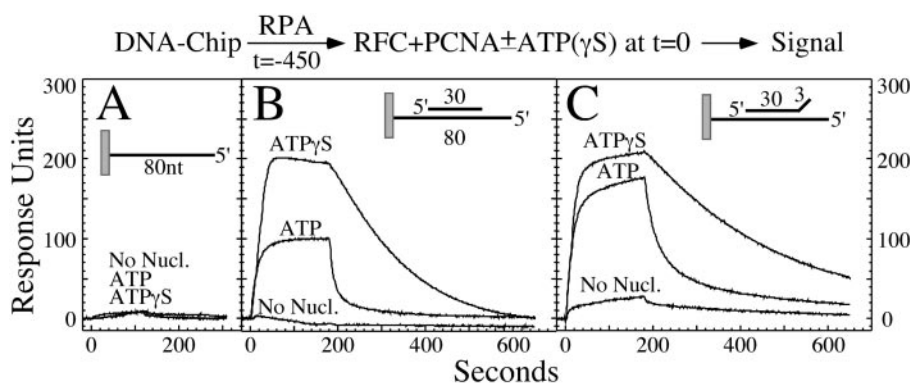 DNA-Chip RPA t=-450 RFC+PCNA±ATP(γS) at t=0 Signal
A
B
C
Response Units
300
200
100
0
80nt
5'
No Nucl.
ATP
ATPγS
0 200
5' 30
5'
80
ATPγS
ATP
No Nucl.
0 200 400 600
5' 30 3
5'
ATPγS
ATP
No Nucl.
0 200 400 600
300
200
100
0
Seconds